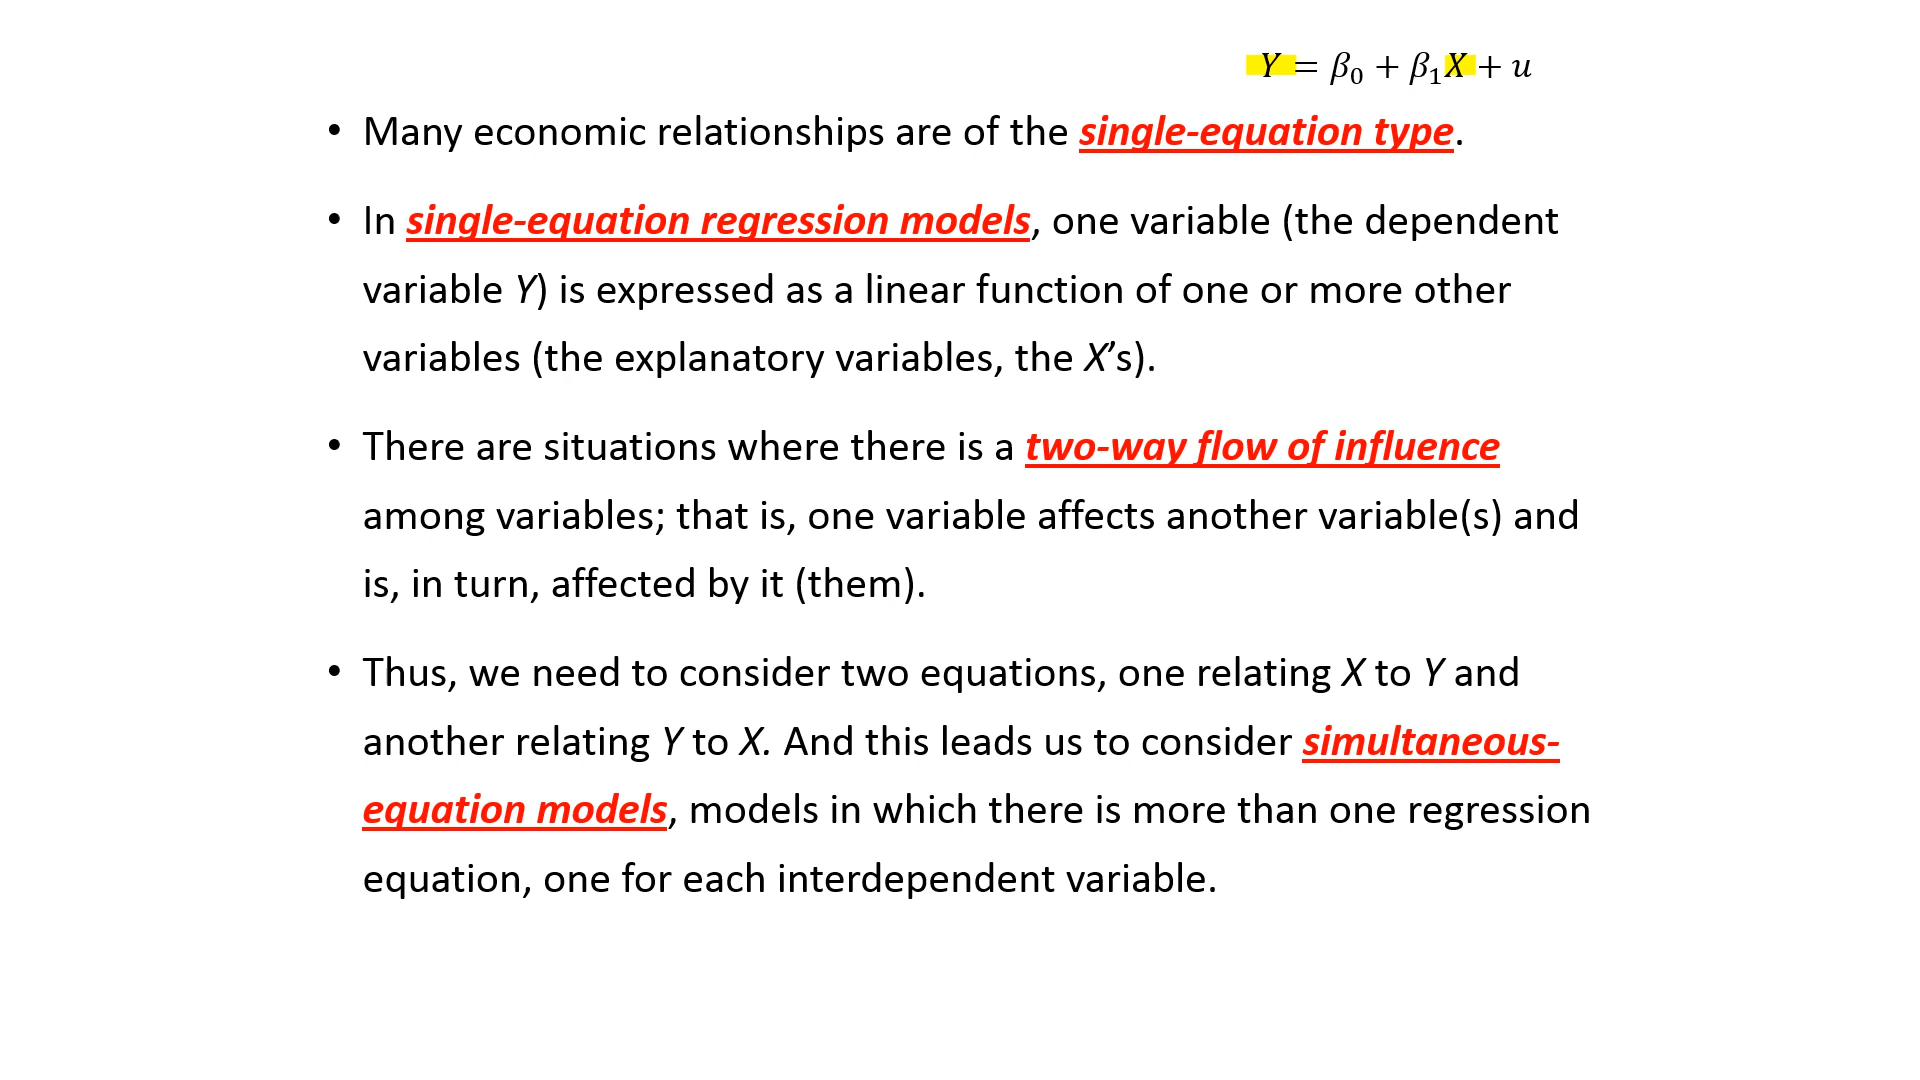 Y = β₀ + β₁X + u
• Many economic relationships are of the single-equation type.
• In single-equation regression models, one variable (the dependent
variable Y) is expressed as a linear function of one or more other
variables (the explanatory variables, the X’s).
• There are situations where there is a two-way flow of influence
among variables; that is, one variable affects another variable(s) and
is, in turn, affected by it (them).
• Thus, we need to consider two equations, one relating X to Y and
another relating Y to X. And this leads us to consider simultaneous-
equation models, models in which there is more than one regression
equation, one for each interdependent variable.